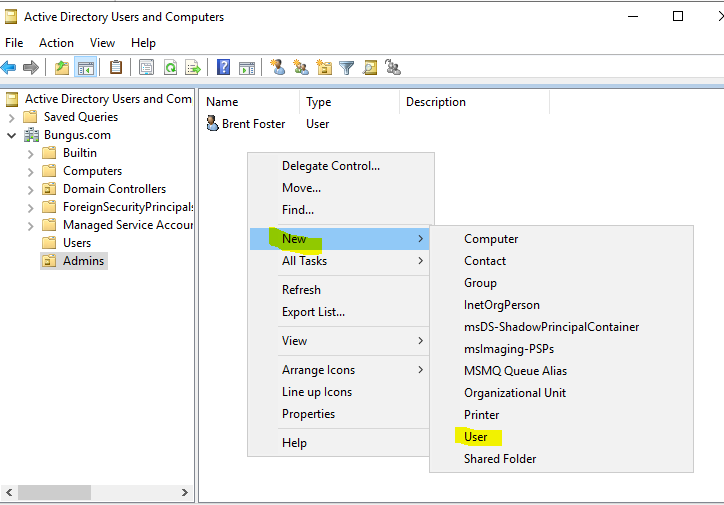 Active Directory Users and Computers
File Action View Help
Active Directory Users and Com
Saved Queries
Bungus.com
Builtin
Computers
Domain Controllers
ForeignSecurityPrincipals
Managed Service Accour
Users
Admins
Name Type Description
Brent Foster User
Delegate Control...
Move...
Find...
New
All Tasks
Refresh
Export List...
View
Arrange Icons
Line up Icons
Properties
Help
Computer
Contact
Group
InetOrgPerson
msDS-ShadowPrincipalContainer
msImaging-PSPs
MSMQ Queue Alias
Organizational Unit
Printer
User
Shared Folder